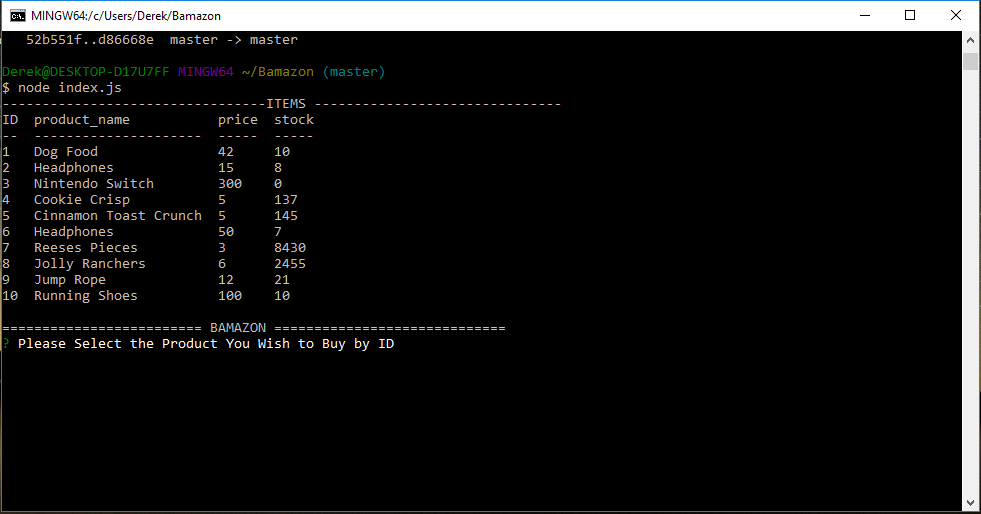 MINGW64:/c/Users/Derek/Bamazon
52b551f..d86668e  master -> master
Derek@DESKTOP-D17U7FF MINGW64 ~/Bamazon (master)
$ node index.js
---------------------------------ITEMS -------------------------------
ID  product_name           price  stock
--  ---------------------  -----  -----
1   Dog Food               42     10
2   Headphones             15     8
3   Nintendo Switch        300    0
4   Cookie Crisp           5      137
5   Cinnamon Toast Crunch  5      145
6   Headphones             50     7
7   Reeses Pieces          3      8430
8   Jolly Ranchers         6      2455
9   Jump Rope              12     21
10  Running Shoes          100    10
========================= BAMAZON =============================
? Please Select the Product You Wish to Buy by ID